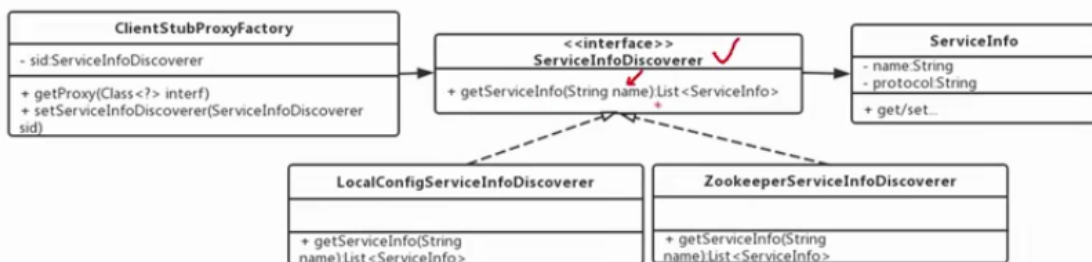 ClientStubProxyFactory
- sid:ServiceInfoDiscoverer
+ getProxy(Class<?> interf)
+ setServiceInfoDiscoverer(ServiceInfoDiscoverer
sid)
<<interface>>
ServiceInfoDiscoverer
+ getServiceInfo(String name):List<ServiceInfo>
ServiceInfo
- name:String
- protocol:String
+ get/set...
LocalConfigServiceInfoDiscoverer
+ getServiceInfo(String
name):List<ServiceInfo>
ZookeeperServiceInfoDiscoverer
+ getServiceInfo(String
name):List<ServiceInfo>